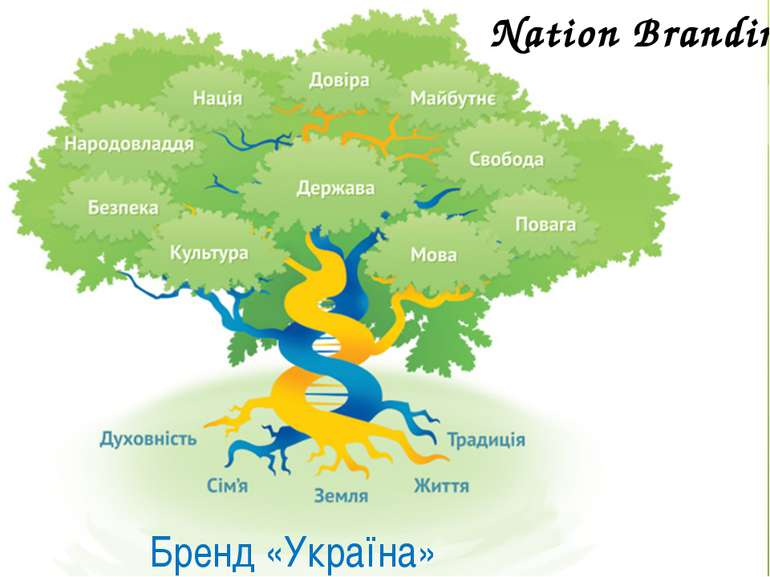 Nation Brandin
Довіра
Нація
Майбутнє
Народовладдя
Свобода
Держава
Безпека
Повага
Культура
Мова
Духовність
Традиція
Сім'я
Земля
Життя
Бренд «Україна»